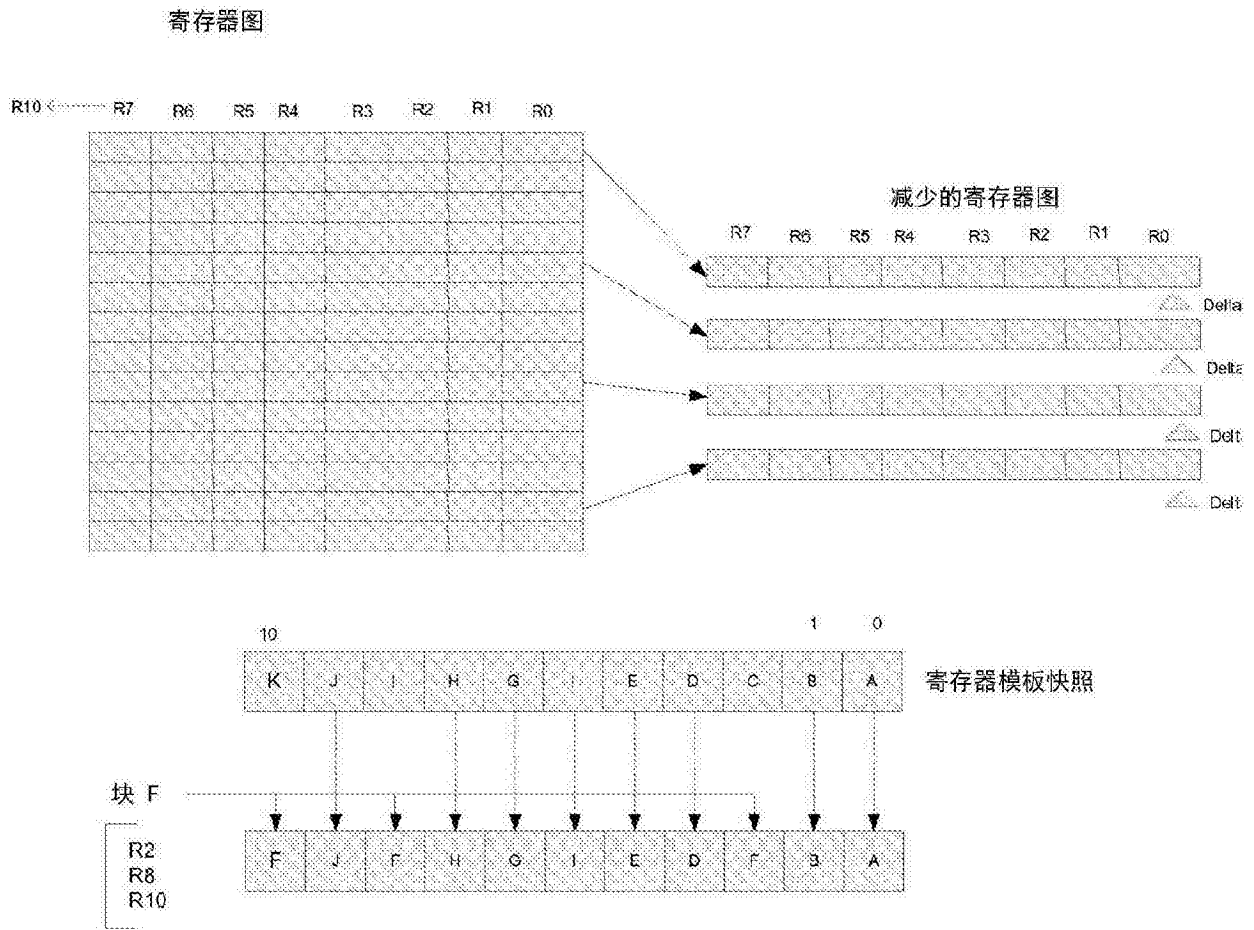 寄存器图
R10 R7 R6 R5 R4 R3 R2 R1 R0
减少的寄存器图
R7 R6 R5 R4 R3 R2 R1 R0
Delta
Delta
Delt
Delt
10 1 0
K J I H G I E D C B A
寄存器模板快照
块 F
F J F H G I E D F B A
R2
R8
R10